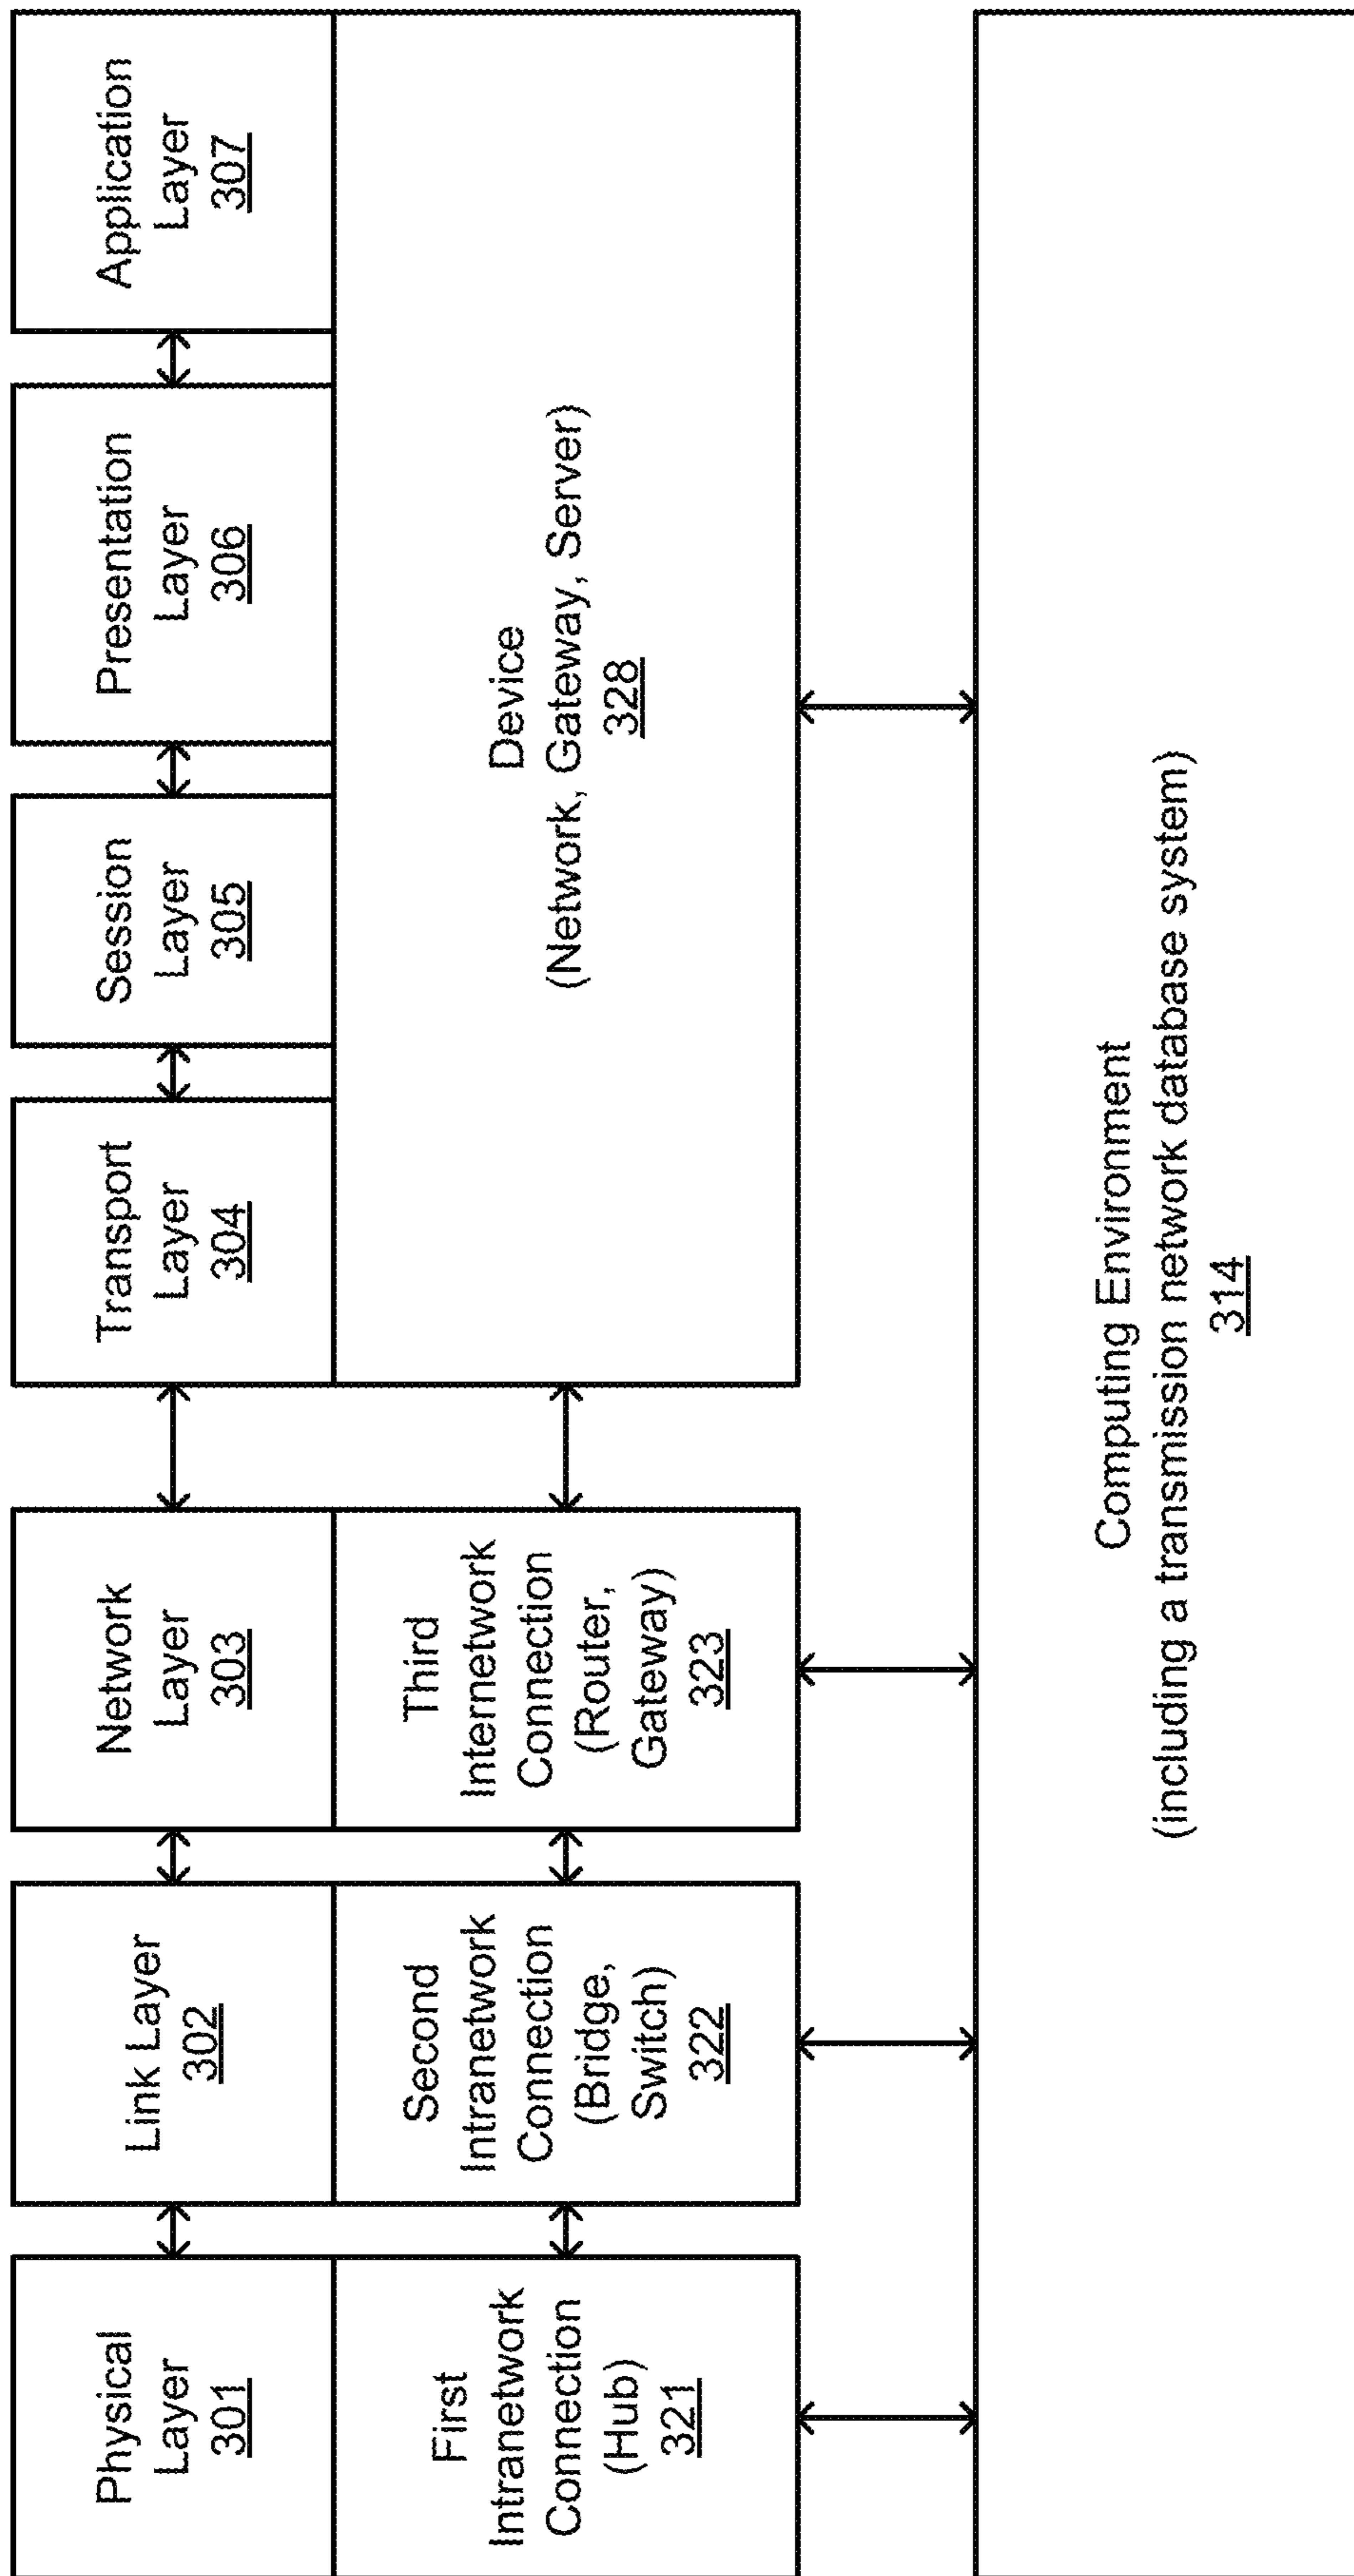 Physical
Layer
301
Link Layer
302
Network
Layer
303
Transport
Layer
304
Session
Layer
305
Presentation
Layer
306
Application
Layer
307
First
Intranetwork
Connection
(Hub)
321
Second
Intranetwork
Connection
(Bridge,
Switch)
322
Third
Internetwork
Connection
(Router,
Gateway)
323
Device
(Network, Gateway, Server)
328
Computing Environment
(including a transmission network database system)
314